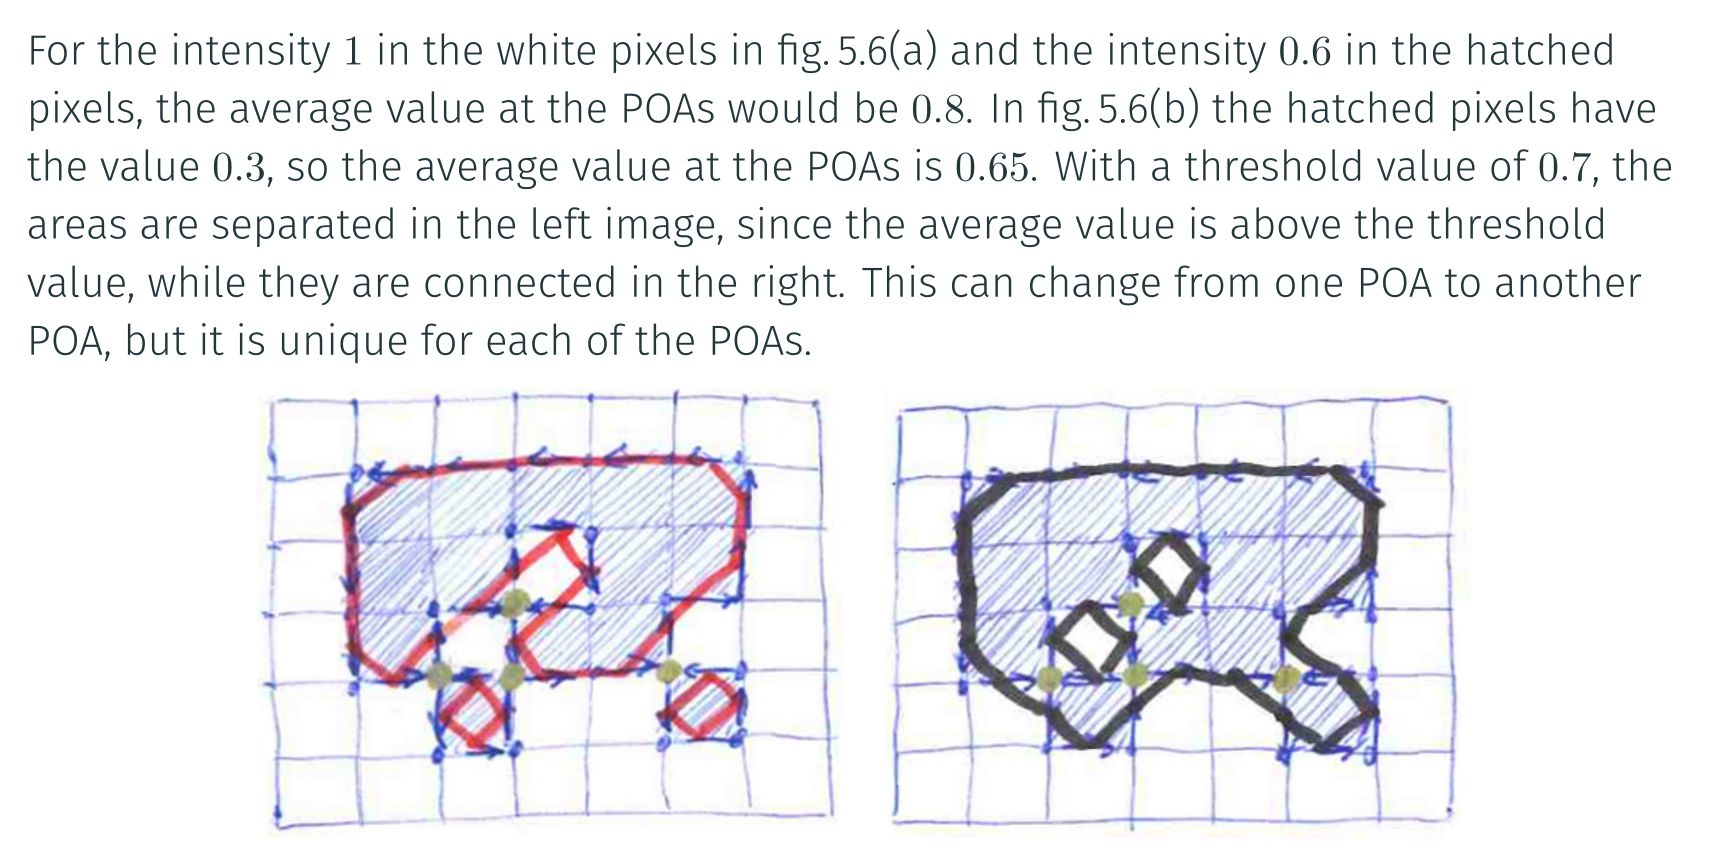 For the intensity 1 in the white pixels in fig. 5.6(a) and the intensity 0.6 in the hatched
pixels, the average value at the POAs would be 0.8. In fig. 5.6(b) the hatched pixels have
the value 0.3, so the average value at the POAs is 0.65. With a threshold value of 0.7, the
areas are separated in the left image, since the average value is above the threshold
value, while they are connected in the right. This can change from one POA to another
POA, but it is unique for each of the POAs.